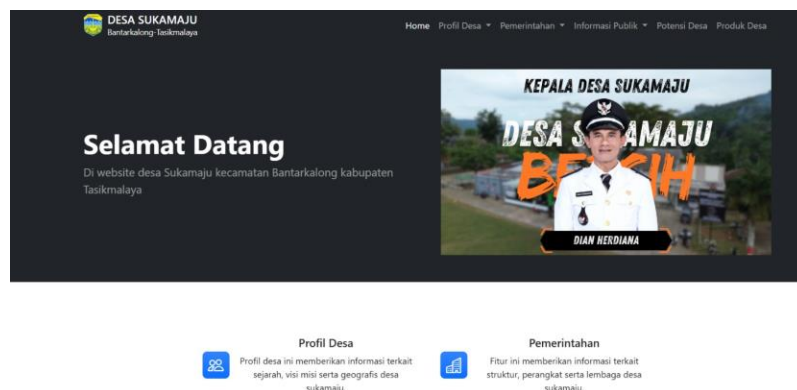 DESA SUKAMAJU
Bantarkalong-Tasikmalaya
Home Profil Desa Pemerintahan Informasi Publik Potensi Desa Produk Desa
Selamat Datang
Di website desa Sukamaju kecamatan Bantarkalong kabupaten
Tasikmalaya
KEPALA DESA SUKAMAJU
DESA S AMAJU
BE IH
DIAN HERDIANA
Profil Desa
Profil desa ini memberikan informasi terkait
sejarah, visi misi serta geografis desa
sukamaju.
Pemerintahan
Fitur ini memberikan informasi terkait
struktur, perangkat serta lembaga desa
sukamaju.